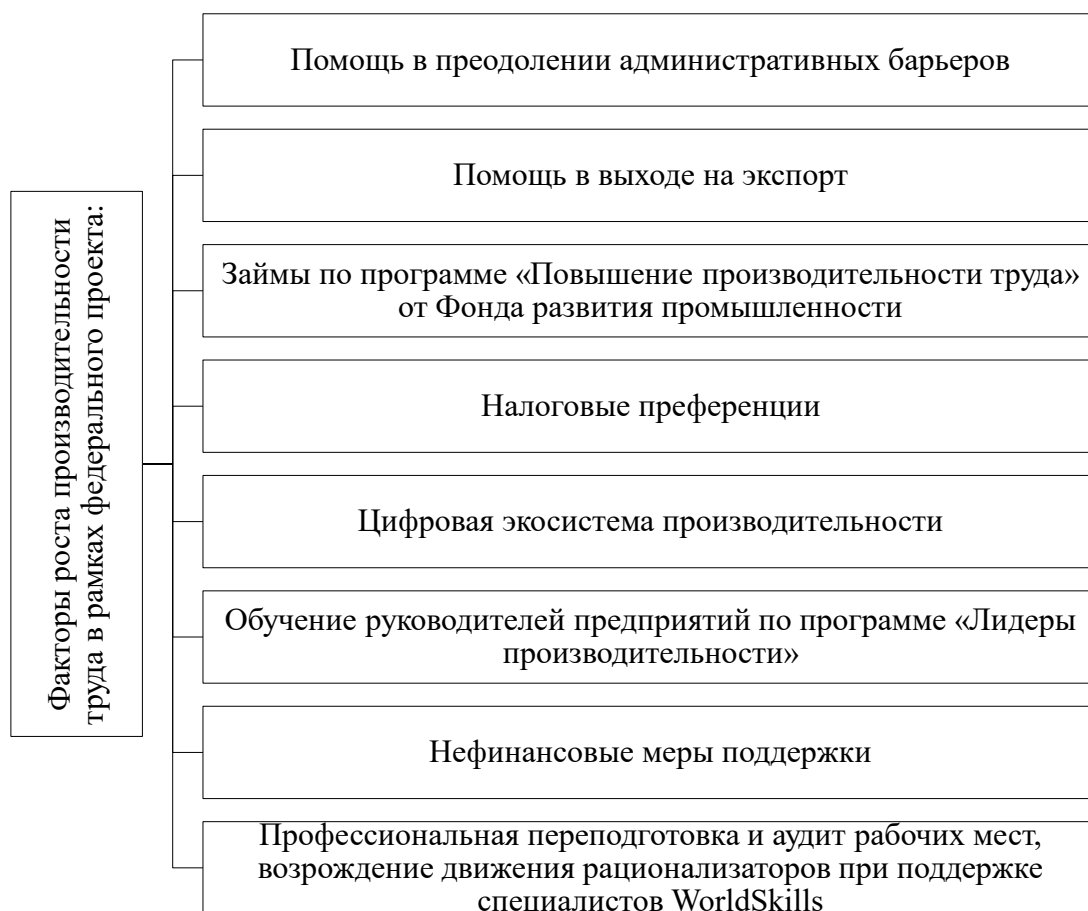 Факторы роста производительности
труда в рамках федерального проекта:
Помощь в преодолении административных барьеров
Помощь в выходе на экспорт
Займы по программе «Повышение производительности труда»
от Фонда развития промышленности
Налоговые преференции
Цифровая экосистема производительности
Обучение руководителей предприятий по программе «Лидеры
производительности»
Нефинансовые меры поддержки
Профессиональная переподготовка и аудит рабочих мест,
возрождение движения рационализаторов при поддержке
специалистов WorldSkills